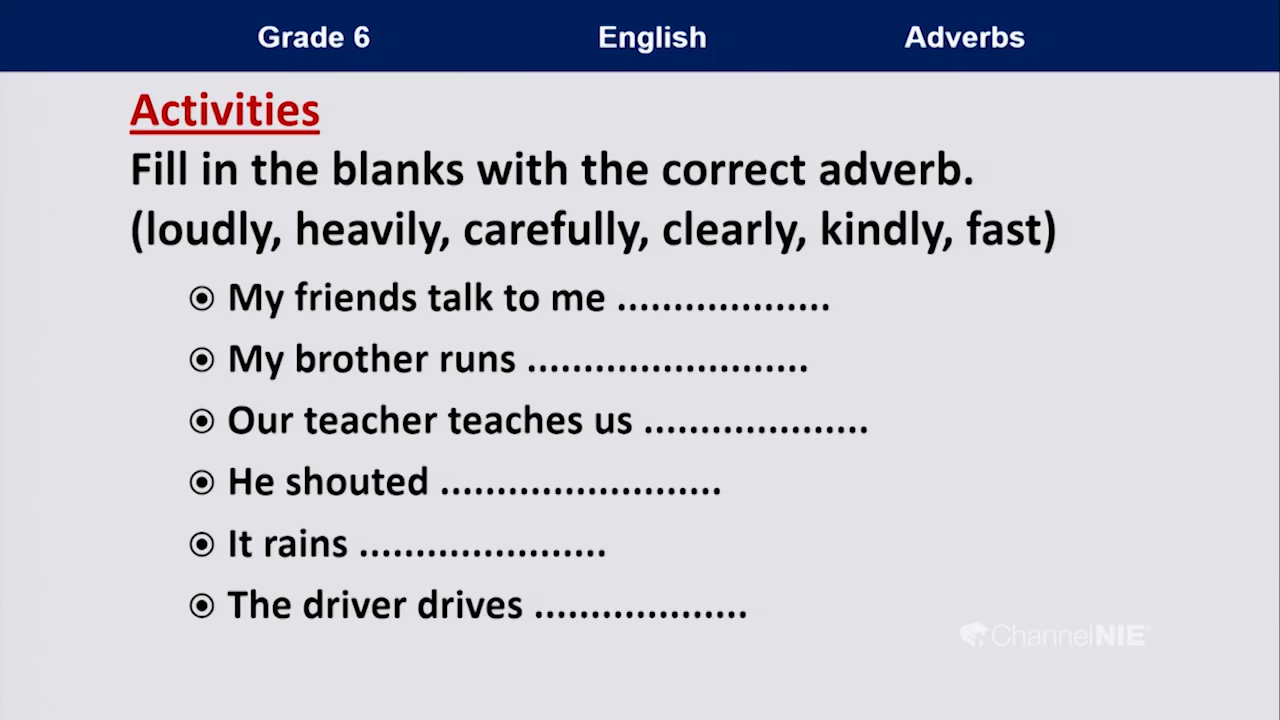 Grade 6 English Adverbs
Activities
Fill in the blanks with the correct adverb.
(loudly, heavily, carefully, clearly, kindly, fast)
My friends talk to me ...................
My brother runs .........................
Our teacher teaches us ....................
He shouted .........................
It rains ......................
The driver drives ...................
ChannelNIE